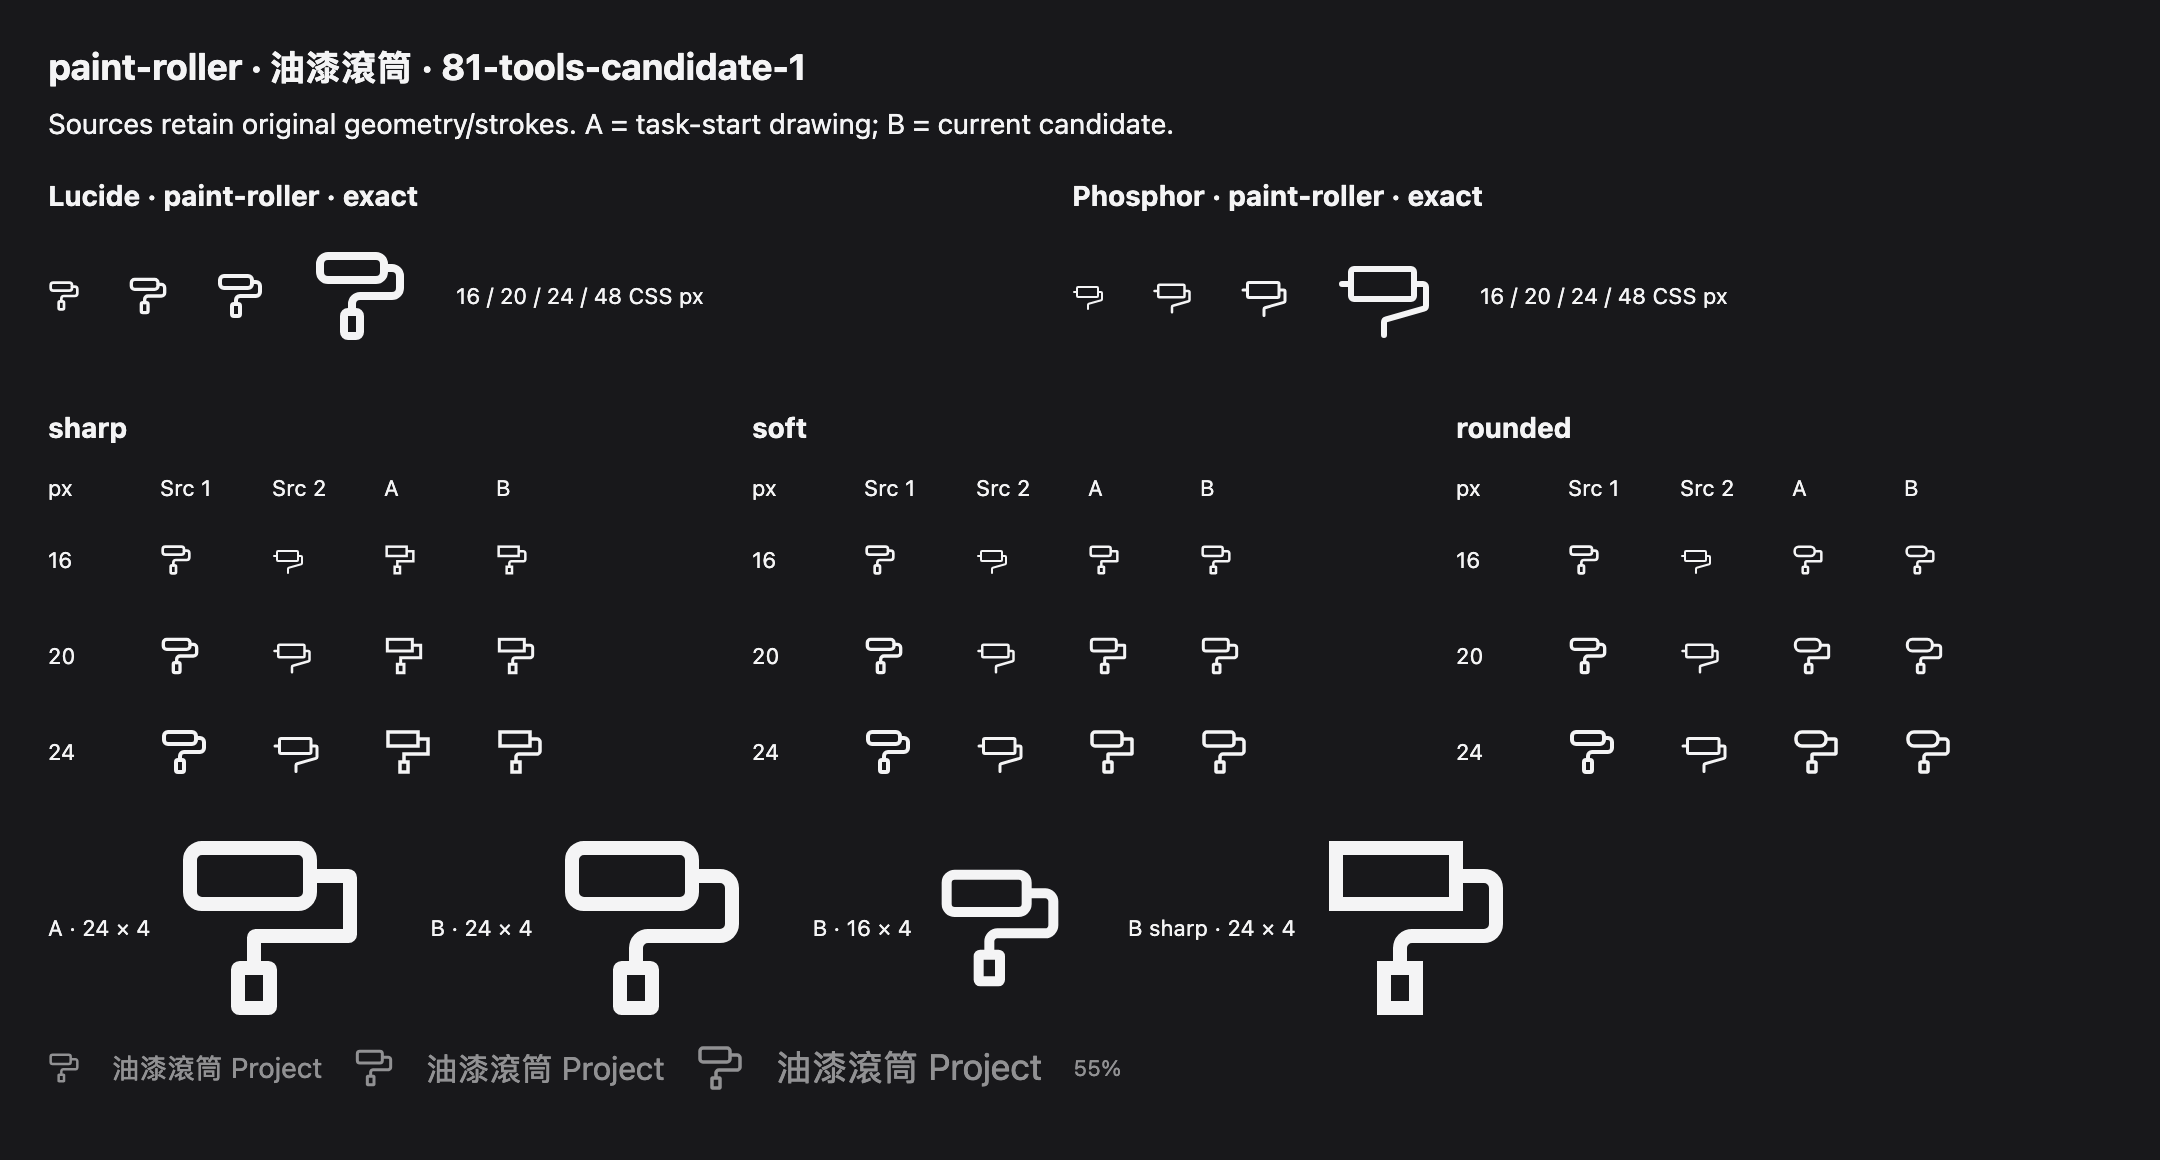 paint-roller · 油漆滾筒 · 81-tools-candidate-1
Sources retain original geometry/strokes. A = task-start drawing; B = current candidate.
Lucide · paint-roller · exact
16 / 20 / 24 / 48 CSS px
Phosphor · paint-roller · exact
16 / 20 / 24 / 48 CSS px
sharp
px Src 1 Src 2 A B
16
20
24
soft
px Src 1 Src 2 A B
16
20
24
rounded
px Src 1 Src 2 A B
16
20
24
A · 24 × 4
B · 24 × 4
B · 16 × 4
B sharp · 24 × 4
油漆滾筒 Project
油漆滾筒 Project
油漆滾筒 Project
55%